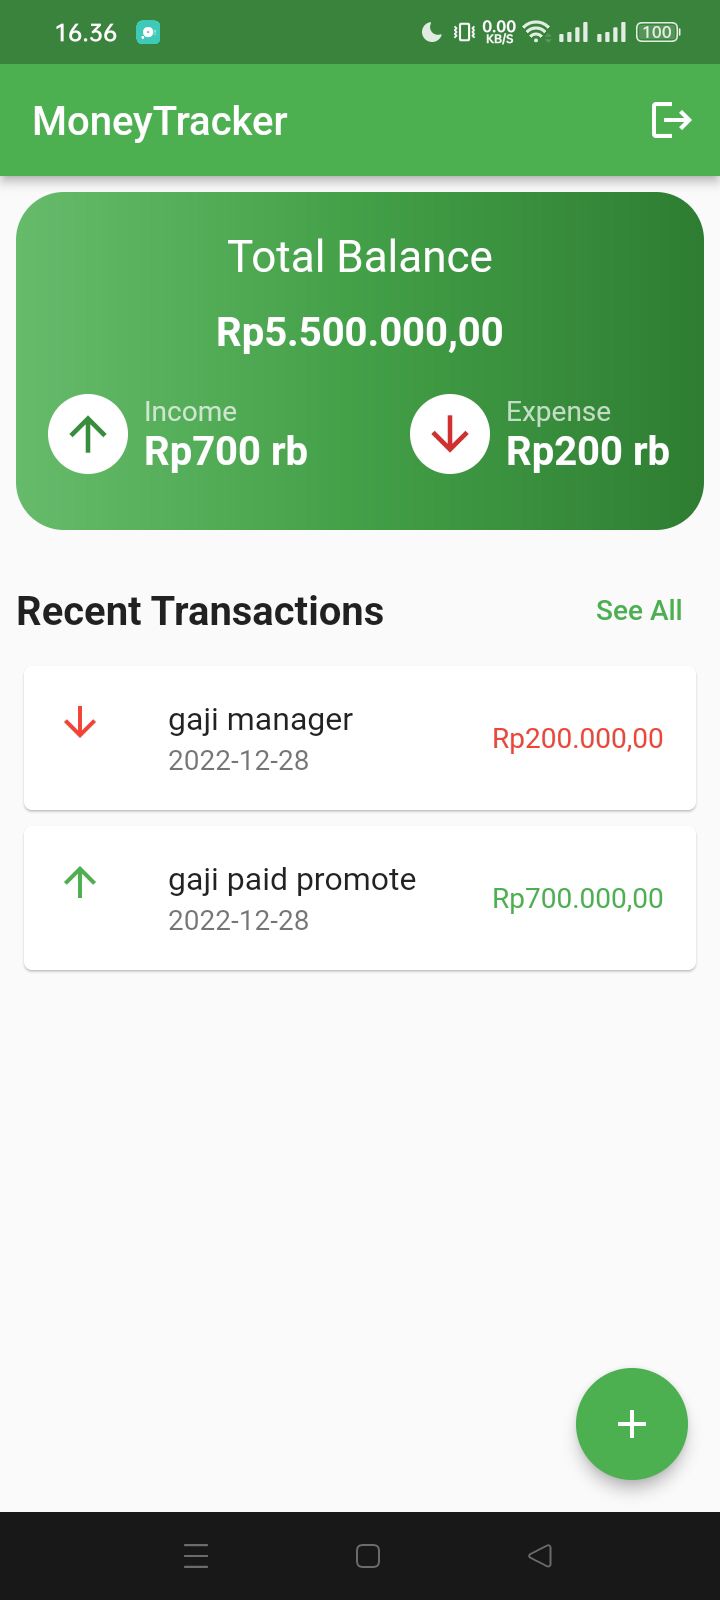 16.36
0.00
KB/S
100
MoneyTracker
Total Balance
Rp5.500.000,00
Income
Rp700 rb
Expense
Rp200 rb
Recent Transactions
See All
gaji manager
2022-12-28
Rp200.000,00
gaji paid promote
2022-12-28
Rp700.000,00